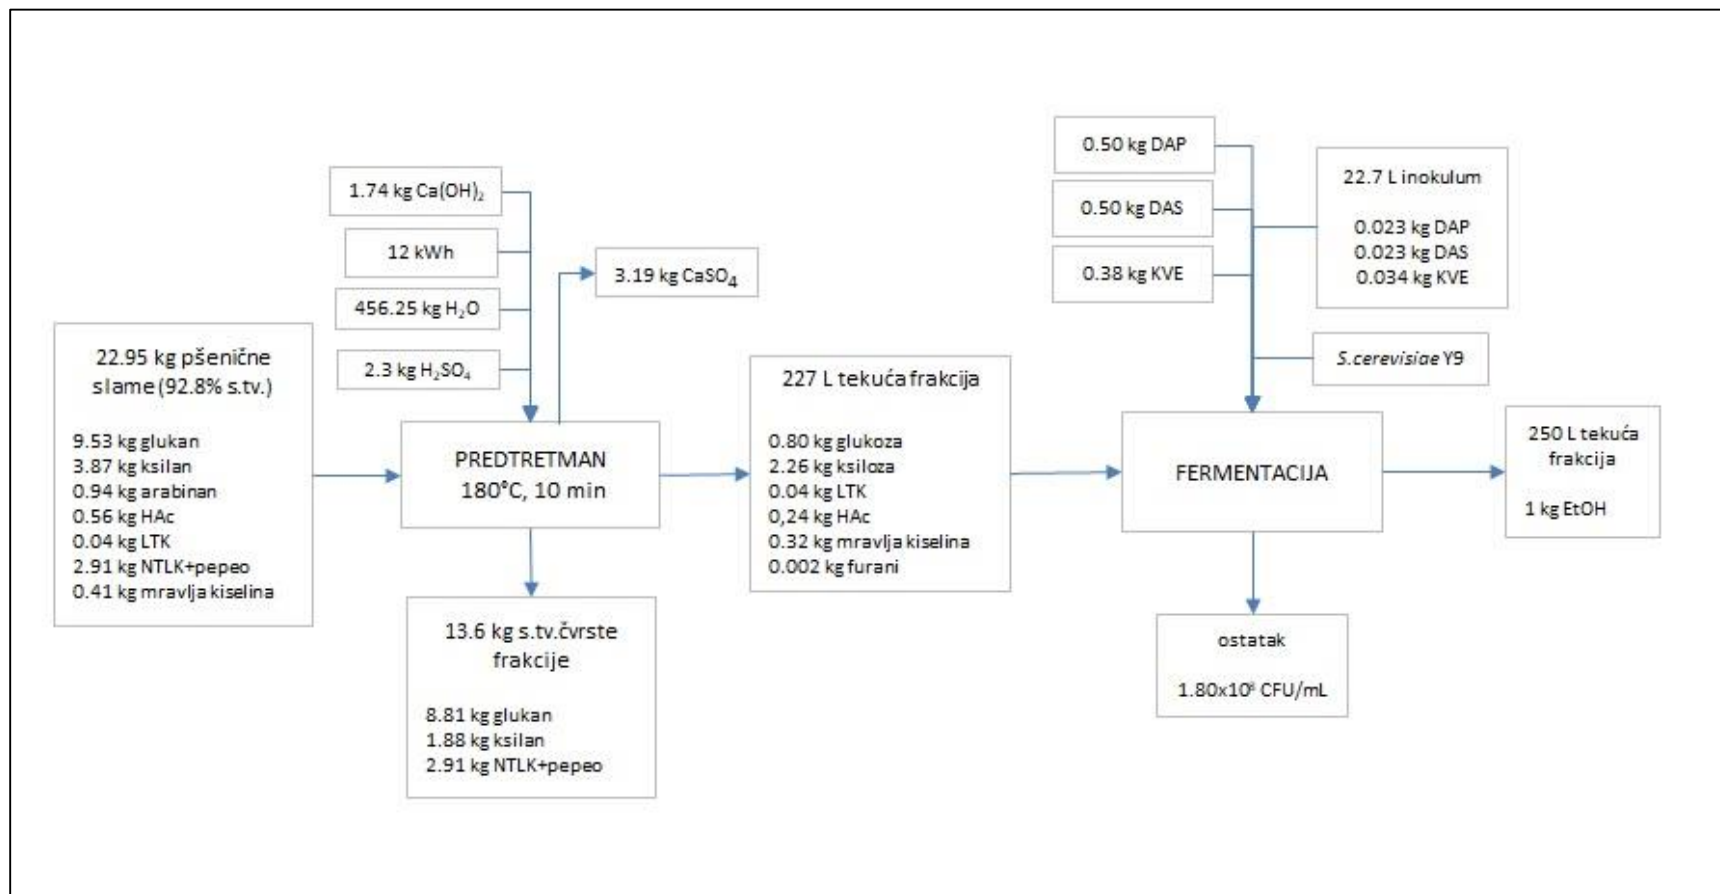 22.95 kg pšenične
slame (92.8% s.tv.)
9.53 kg glukan
3.87 kg ksilan
0.94 kg arabinan
0.56 kg HAc
0.04 kg LTK
2.91 kg NTLK+pepeo
0.41 kg mravlja kiselina
1.74 kg Ca(OH)₂
12 kWh
456.25 kg H₂O
2.3 kg H₂SO₄
3.19 kg CaSO₄
PREDTRETMAN
180°C, 10 min
13.6 kg s.tv.čvrste
frakcije
8.81 kg glukan
1.88 kg ksilan
2.91 kg NTLK+pepeo
227 L tekuća frakcija
0.80 kg glukoza
2.26 kg ksiloza
0.04 kg LTK
0,24 kg HAc
0.32 kg mravlja kiselina
0.002 kg furani
0.50 kg DAP
0.50 kg DAS
0.38 kg KVE
22.7 L inokulum
0.023 kg DAP
0.023 kg DAS
0.034 kg KVE
S.cerevisiae Y9
FERMENTACIJA
250 L tekuća
frakcija
1 kg EtOH
ostatak
1.80x10⁸ CFU/mL